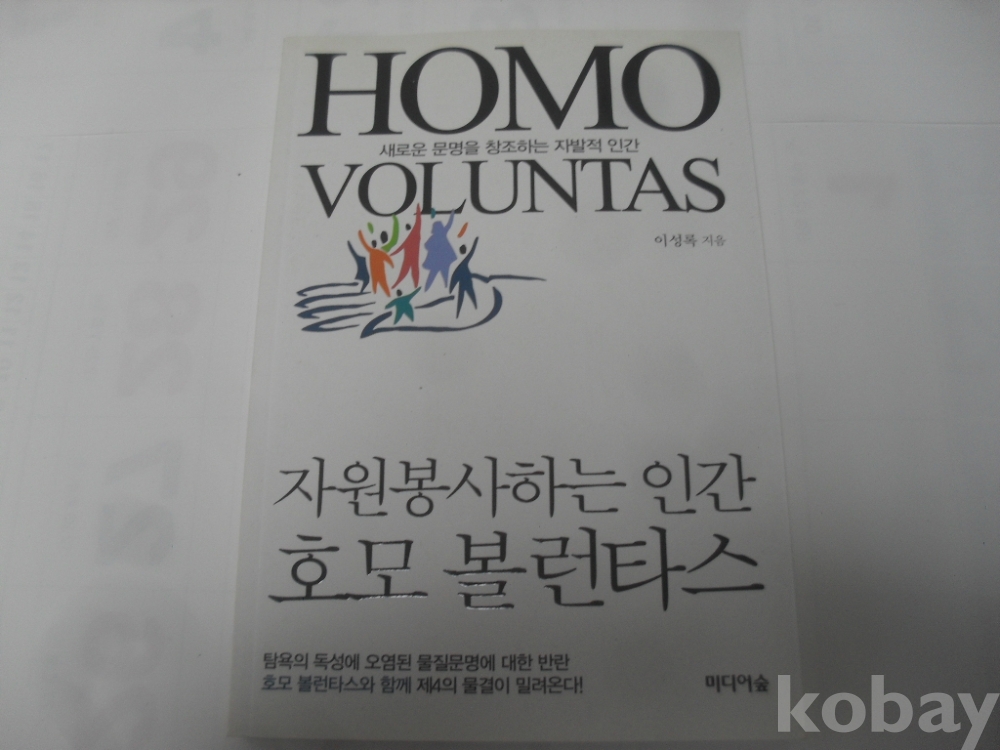 HOMO
새로운 문명을 창조하는 자발적 인간
VOLUNTAS
이성록 지음
자원봉사하는 인간
호모 볼런타스
탐욕의 독성에 오염된 물질문명에 대한 반란
호모 볼런타스와 함께 제4의 물결이 밀려온다!
미디어숲
kobay